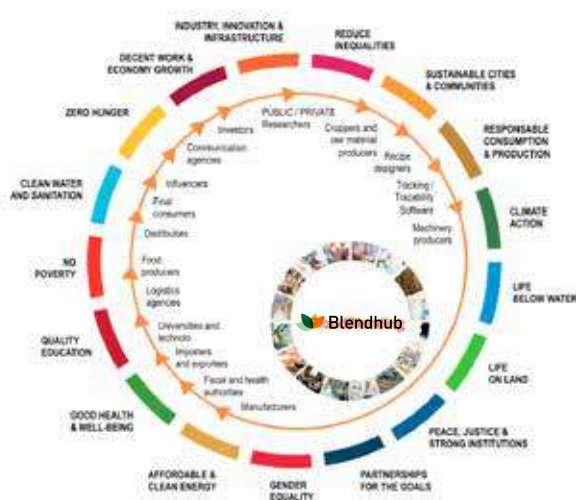 INDUSTRY, INNOVATION &
INFRASTRUCTURE
REDUCE
INEQUALITIES
SUSTAINABLE CITIES
& COMMUNITIES
RESPONSABLE
CONSUMPTION
& PRODUCTION
CLIMATE
ACTION
LIFE
BELOW WATER
LIFE
ON LAND
PEACE, JUSTICE &
STRONG INSTITUTIONS
PARTNERSHIPS
FOR THE GOALS
GENDER
EQUALITY
AFFORDABLE &
CLEAN ENERGY
GOOD HEALTH
& WELL-BEING
QUALITY
EDUCATION
NO
POVERTY
CLEAN WATER
AND SANITATION
ZERO HUNGER
DECENT WORK &
ECONOMY GROWTH
PUBLIC / PRIVATE
Researchers
Croppers and
raw material
producers
Recipe
designers
Tracking /
Tracability
Software
Machinery
producers
Manufacturers
Fiscal and health
authorities
Importers
and exporters
Universities and
technolo
Logistics
agencies
Food
producers
Distributors
Final
consumers
Influencers
Communication
agencies
Investors
Blendhub